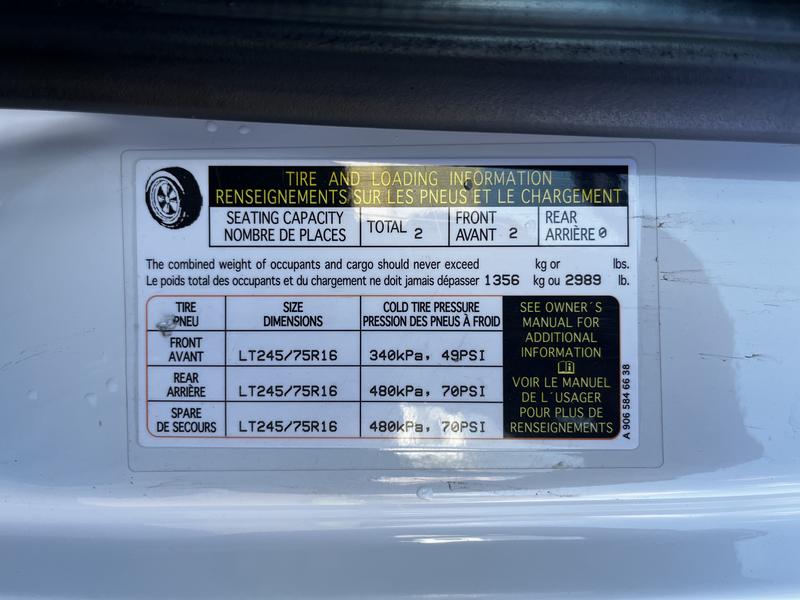 TIRE AND LOADING INFORMATION
RENSEIGNEMENTS SUR LES PNEUS ET LE CHARGEMENT
SEATING CAPACITY
NOMBRE DE PLACES
TOTAL 2
FRONT
AVANT 2
REAR
ARRIÈRE 0
The combined weight of occupants and cargo should never exceed kg or lbs.
Le poids total des occupants et du chargement ne doit jamais dépasser 1356 kg ou 2989 lb.
TIRE
PNEU
SIZE
DIMENSIONS
COLD TIRE PRESSURE
PRESSION DES PNEUS À FROID
FRONT
AVANT
LT245/75R16
340kPa, 49PSI
REAR
ARRIÈRE
LT245/75R16
480kPa, 70PSI
SPARE
DE SECOURS
LT245/75R16
480kPa, 70PSI
SEE OWNER´S
MANUAL FOR
ADDITIONAL
INFORMATION
VOIR LE MANUEL
DE L´USAGER
POUR PLUS DE
RENSEIGNEMENTS
A 906 584 66 38